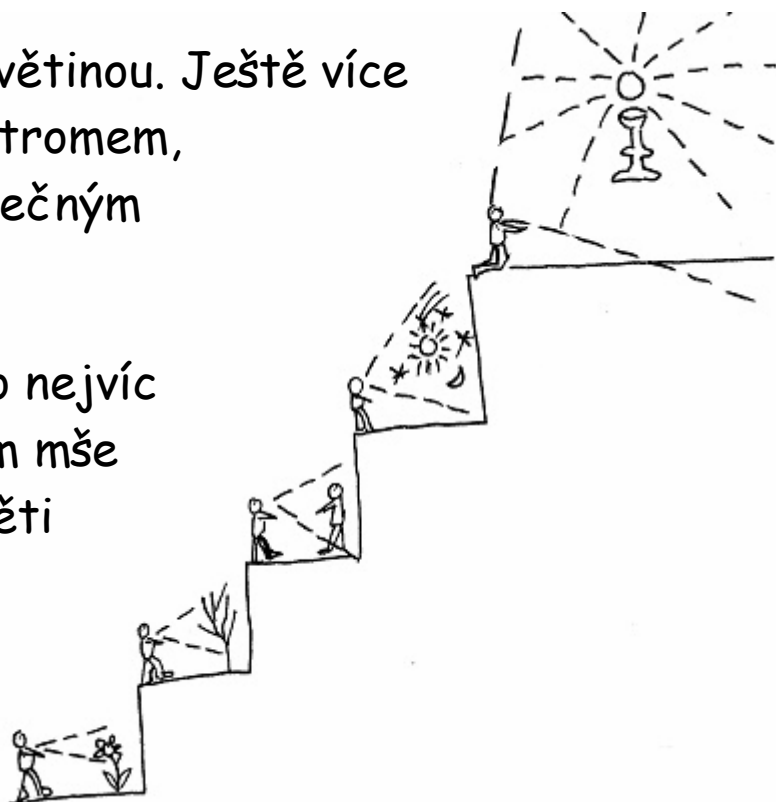 větinou. Ještě více
tromem,
ečným
o nejvíc
m mše
ěti